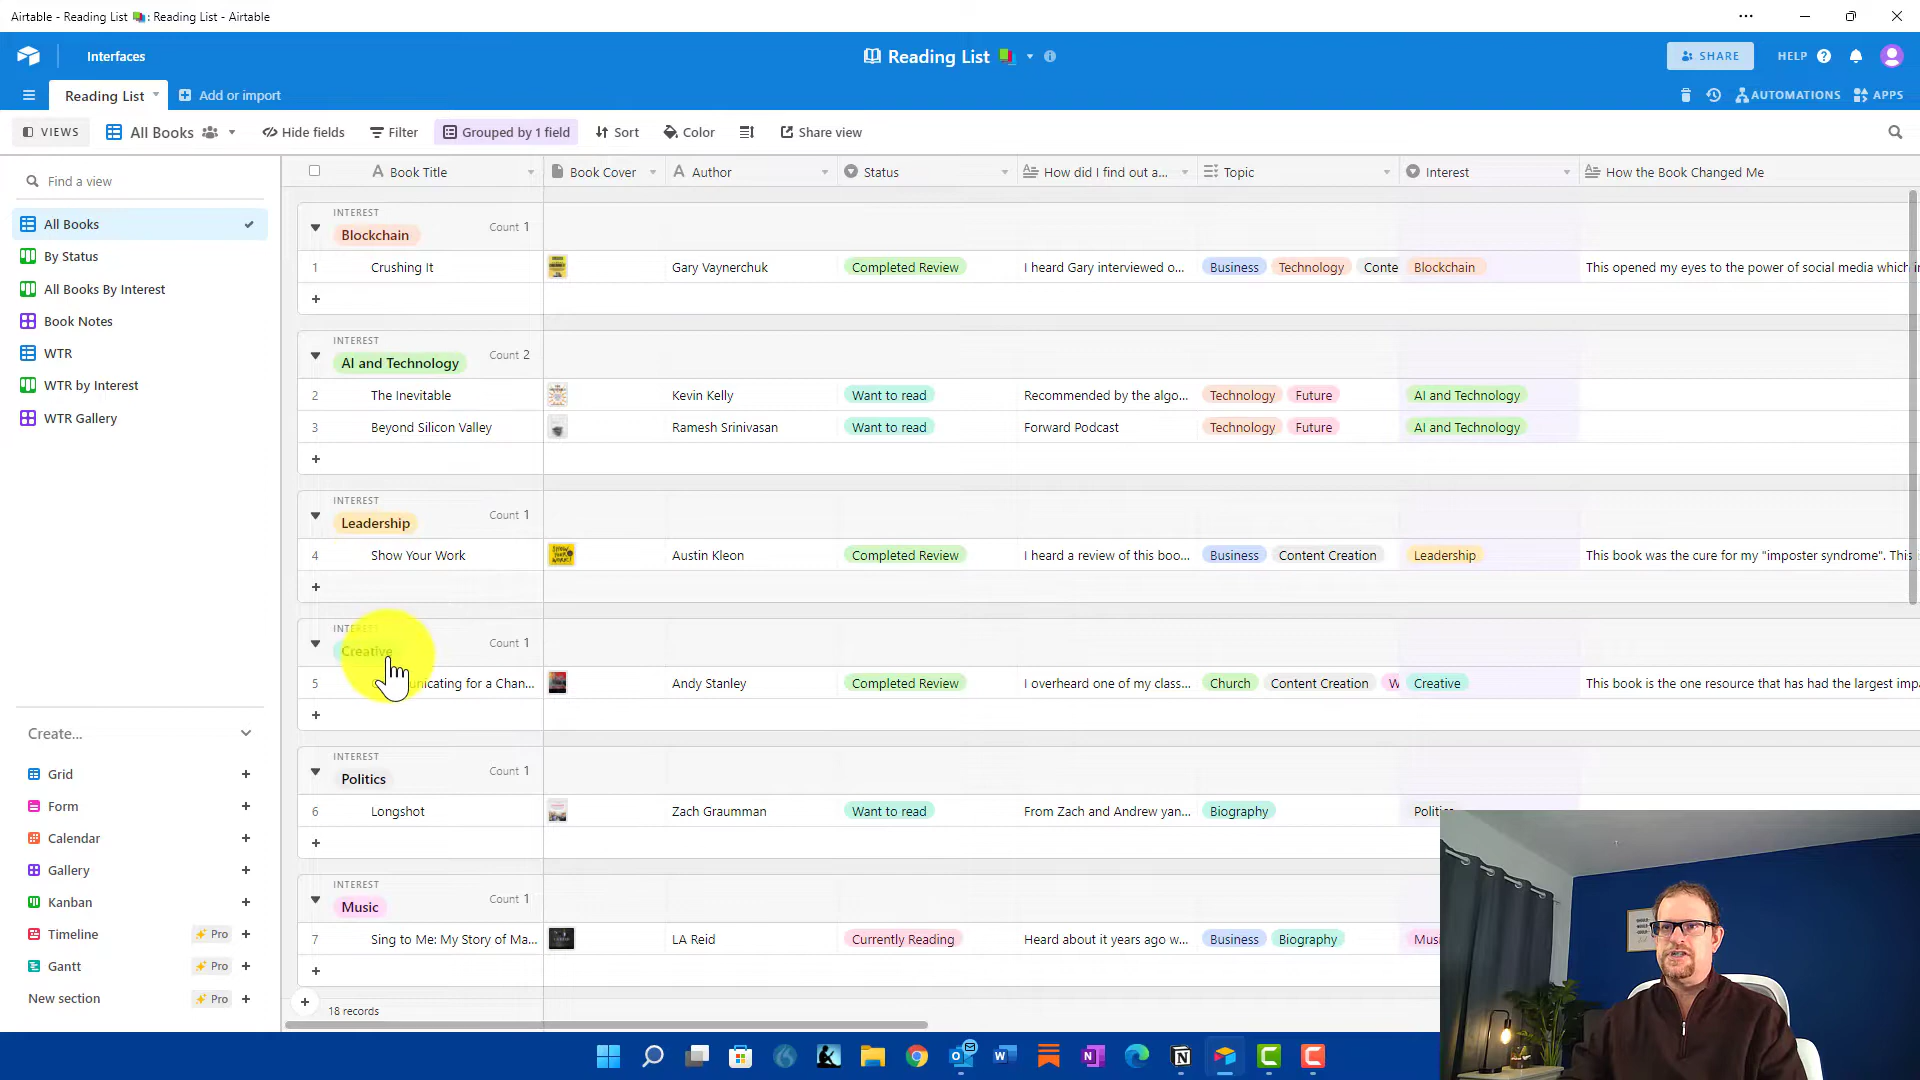 Airtable - Reading List : Reading List - Airtable
Interfaces
Reading List
SHARE
HELP
Reading List
Add or import
AUTOMATIONS
APPS
VIEWS
All Books
Hide fields
Filter
Grouped by 1 field
Sort
Color
Share view
Find a view
All Books
By Status
All Books By Interest
Book Notes
WTR
WTR by Interest
WTR Gallery
Create...
Grid
Form
Calendar
Gallery
Kanban
Timeline Pro
Gantt Pro
New section Pro
Book Title Book Cover Author Status How did I find out a... Topic Interest How the Book Changed Me
INTEREST
Blockchain Count 1
1 Crushing It Gary Vaynerchuk Completed Review I heard Gary interviewed o... Business Technology Conte Blockchain This opened my eyes to the power of social media which in
INTEREST
AI and Technology Count 2
2 The Inevitable Kevin Kelly Want to read Recommended by the algo... Technology Future AI and Technology
3 Beyond Silicon Valley Ramesh Srinivasan Want to read Forward Podcast Technology Future AI and Technology
INTEREST
Leadership Count 1
4 Show Your Work Austin Kleon Completed Review I heard a review of this boo... Business Content Creation Leadership This book was the cure for my "imposter syndrome". This
INTEREST
Creative Count 1
5 nicating for a Chan... Andy Stanley Completed Review I overheard one of my class... Church Content Creation W Creative This book is the one resource that has had the largest imp
INTEREST
Politics Count 1
6 Longshot Zach Graumman Want to read From Zach and Andrew yan... Biography Politics
INTEREST
Music Count 1
7 Sing to Me: My Story of Ma... LA Reid Currently Reading Heard about it years ago w... Business Biography Mus
18 records